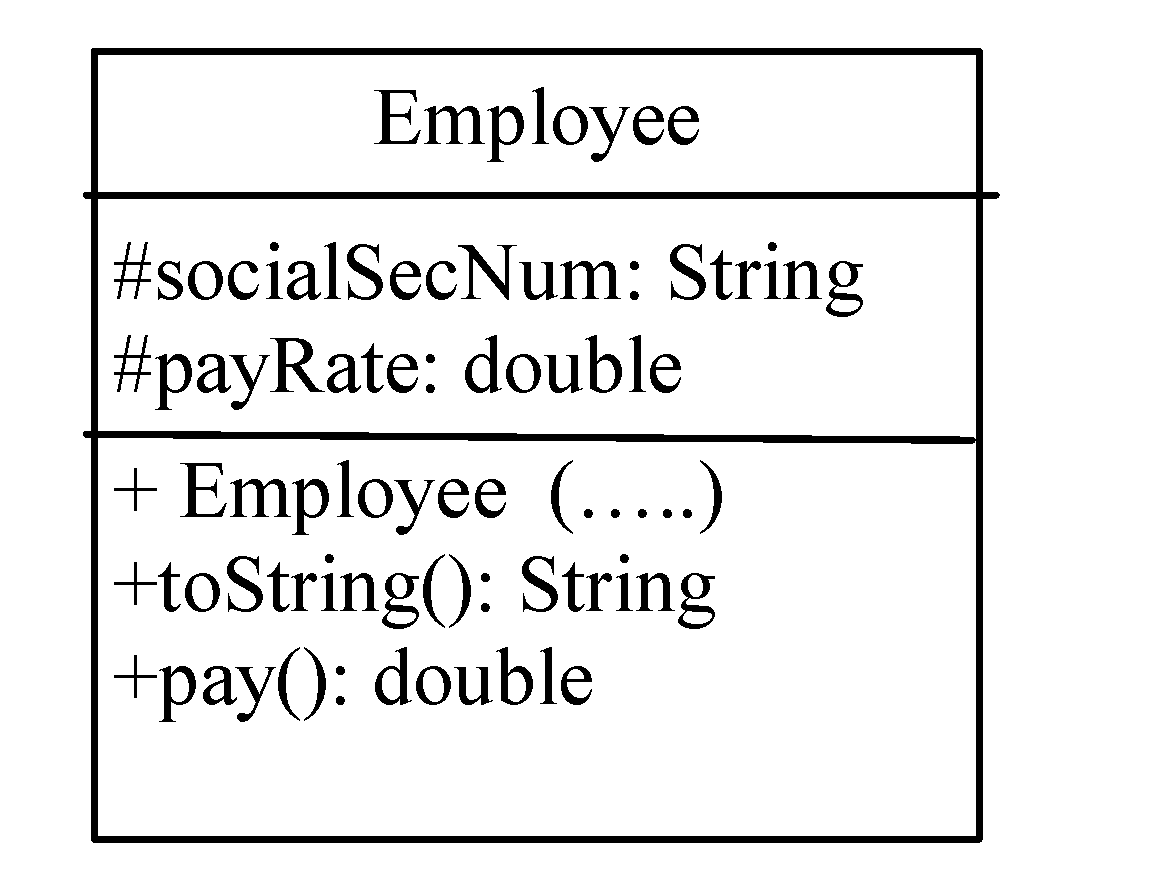 Employee
#socialSecNum: String
#payRate: double
+ Employee (…..)
+toString(): String
+pay(): double